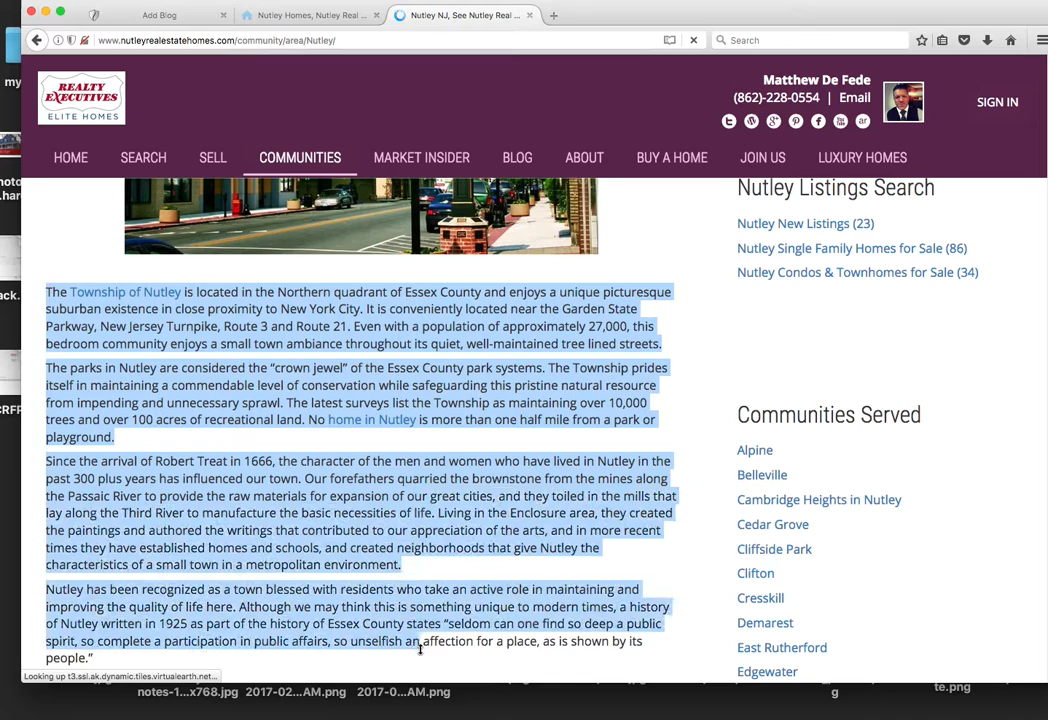 Add Blog
Nutley Homes, Nutley Real ...
Nutley NJ, See Nutley Real ...
www.nutleyrealestatehomes.com/community/area/Nutley/
Search
my
REALTY
EXECUTIVES
ELITE HOMES
Matthew De Fede
(862)-228-0554 | Email
SIGN IN
HOME
SEARCH
SELL
COMMUNITIES
MARKET INSIDER
BLOG
ABOUT
BUY A HOME
JOIN US
LUXURY HOMES
The Township of Nutley is located in the Northern quadrant of Essex County and enjoys a unique picturesque
suburban existence in close proximity to New York City. It is conveniently located near the Garden State
Parkway, New Jersey Turnpike, Route 3 and Route 21. Even with a population of approximately 27,000, this
bedroom community enjoys a small town ambiance throughout its quiet, well-maintained tree lined streets.
The parks in Nutley are considered the “crown jewel” of the Essex County park systems. The Township prides
itself in maintaining a commendable level of conservation while safeguarding this pristine natural resource
from impending and unnecessary sprawl. The latest surveys list the Township as maintaining over 10,000
trees and over 100 acres of recreational land. No home in Nutley is more than one half mile from a park or
playground.
Since the arrival of Robert Treat in 1666, the character of the men and women who have lived in Nutley in the
past 300 plus years has influenced our town. Our forefathers quarried the brownstone from the mines along
the Passaic River to provide the raw materials for expansion of our great cities, and they toiled in the mills that
lay along the Third River to manufacture the basic necessities of life. Living in the Enclosure area, they created
the paintings and authored the writings that contributed to our appreciation of the arts, and in more recent
times they have established homes and schools, and created neighborhoods that give Nutley the
characteristics of a small town in a metropolitan environment.
Nutley has been recognized as a town blessed with residents who take an active role in maintaining and
improving the quality of life here. Although we may think this is something unique to modern times, a history
of Nutley written in 1925 as part of the history of Essex County states “seldom can one find so deep a public
spirit, so complete a participation in public affairs, so unselfish an affection for a place, as is shown by its
people.”
Nutley Listings Search
Nutley New Listings (23)
Nutley Single Family Homes for Sale (86)
Nutley Condos & Townhomes for Sale (34)
Communities Served
Alpine
Belleville
Cambridge Heights in Nutley
Cedar Grove
Cliffside Park
Clifton
Cresskill
Demarest
East Rutherford
Edgewater
Looking up t3.ssl.ak.dynamic.tiles.virtualearth.net...
notes-1...x768.jpg
2017-02...AM.png
2017-0...AM.png
g
te.png